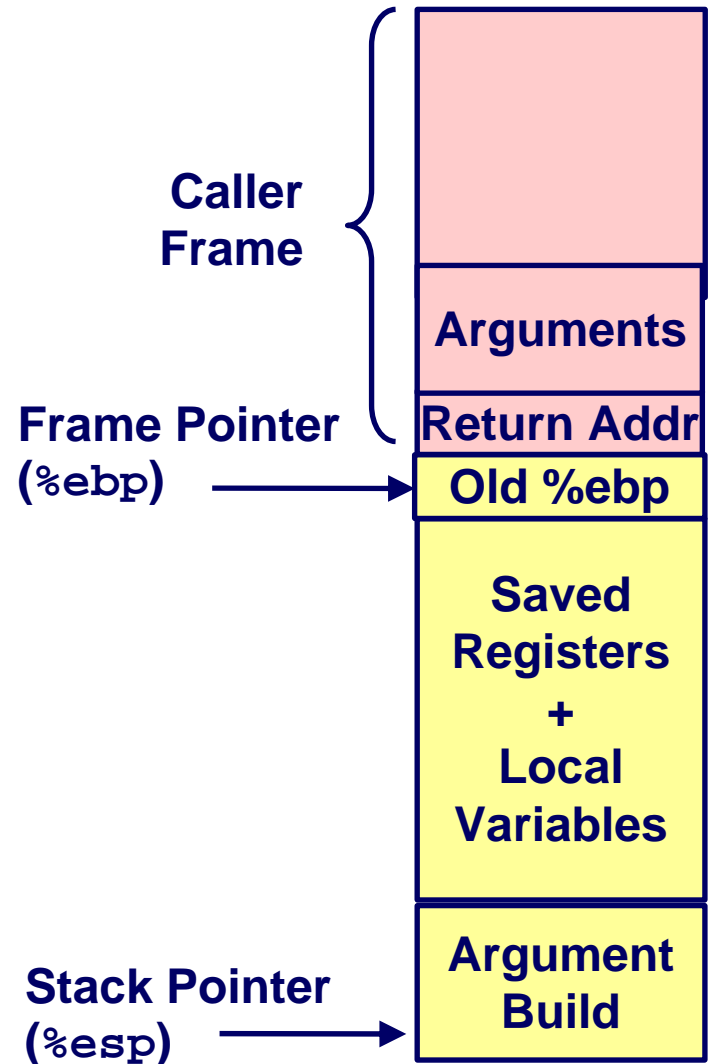 Caller
Frame
Arguments
Return Addr
Frame Pointer
(%ebp)
Old %ebp
Saved
Registers
+
Local
Variables
Argument
Build
Stack Pointer
(%esp)